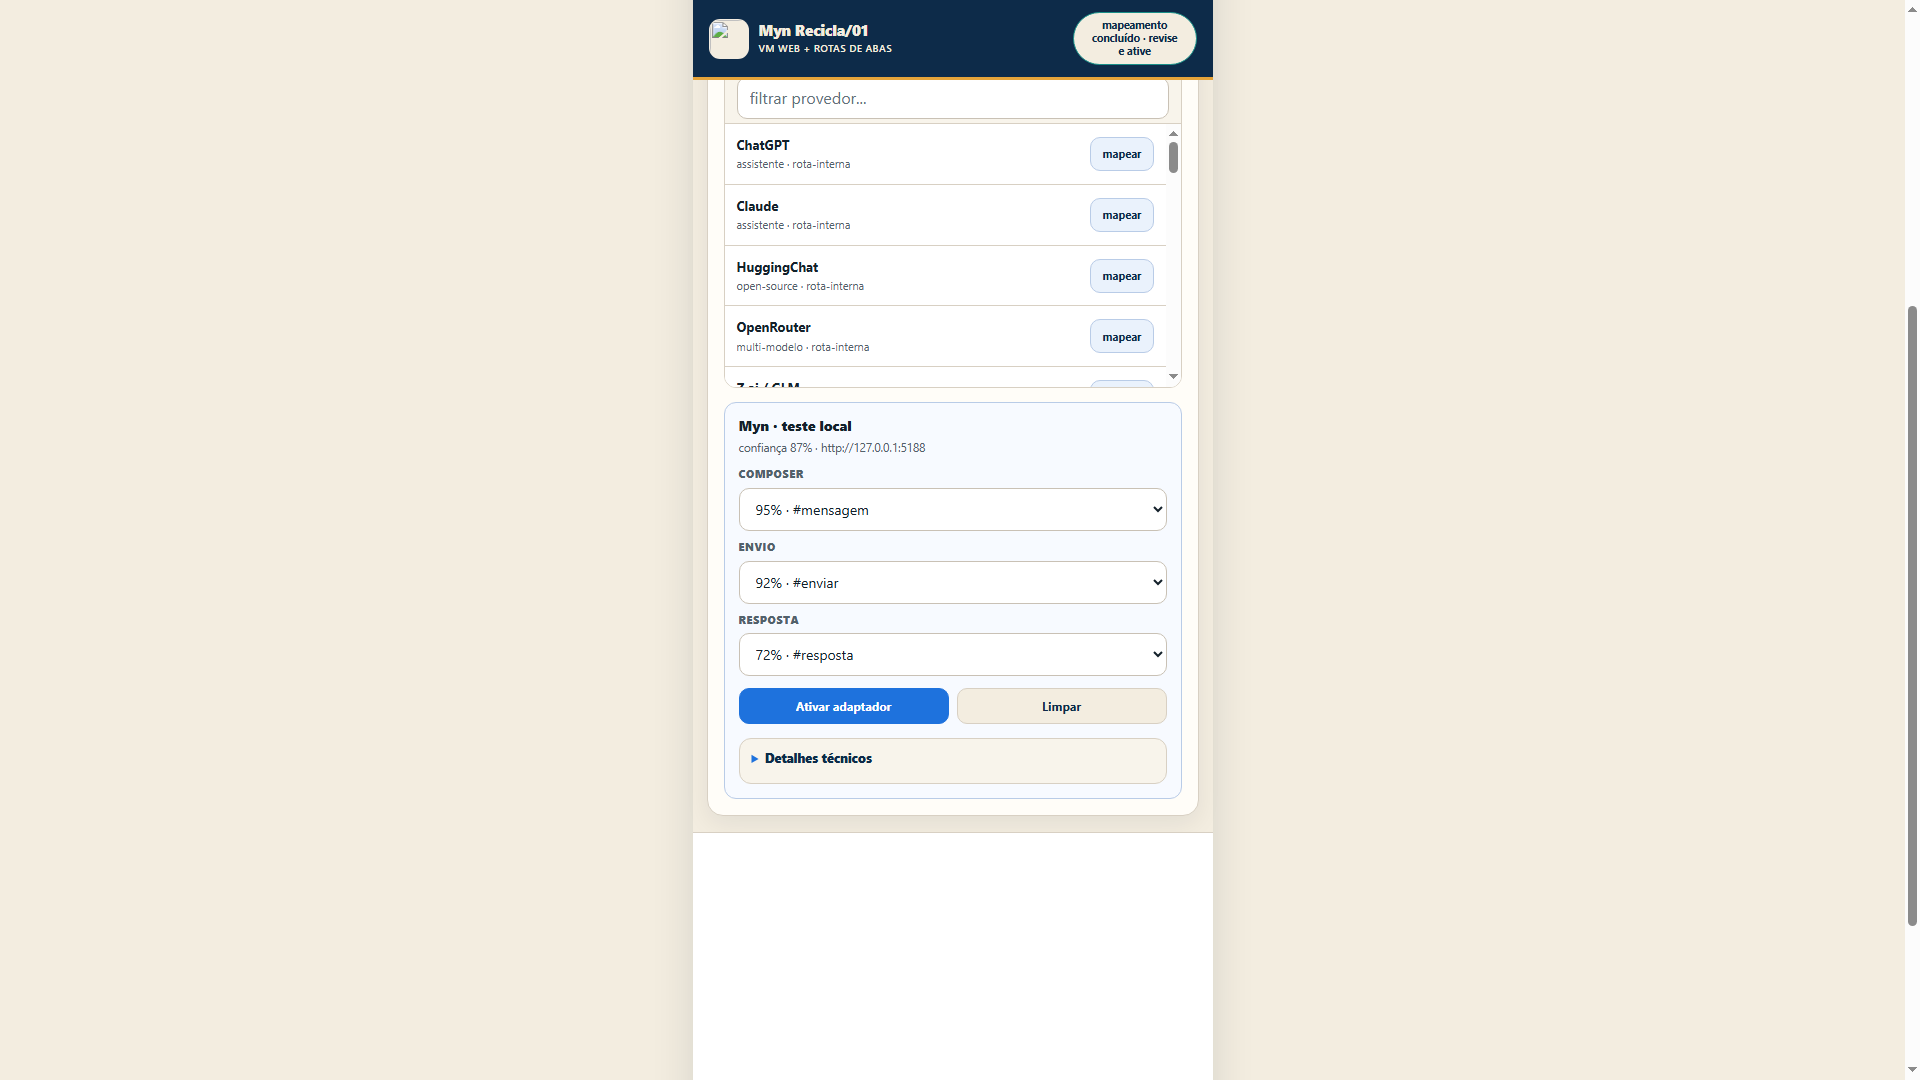 Myn Recicla/01
VM WEB + ROTAS DE ABAS
mapeamento
concluído · revise
e ative
filtrar provedor...
ChatGPT
assistente · rota-interna
mapear
Claude
assistente · rota-interna
mapear
HuggingChat
open-source · rota-interna
mapear
OpenRouter
multi-modelo · rota-interna
mapear
Z.ai / GLM
Myn · teste local
confiança 87% · http://127.0.0.1:5188
COMPOSER
95% · #mensagem
ENVIO
92% · #enviar
RESPOSTA
72% · #resposta
Ativar adaptador
Limpar
Detalhes técnicos